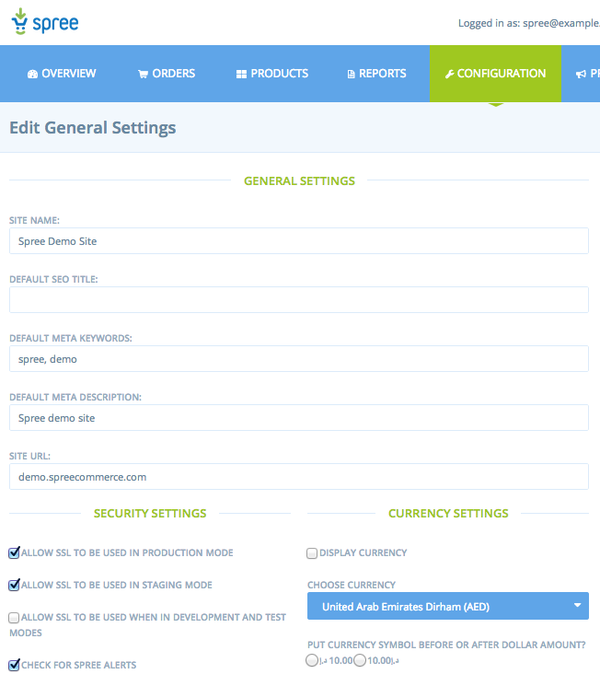 spree
Logged in as: spree@example.
OVERVIEW
ORDERS
PRODUCTS
REPORTS
CONFIGURATION
Edit General Settings
GENERAL SETTINGS
SITE NAME:
Spree Demo Site
DEFAULT SEO TITLE:
DEFAULT META KEYWORDS:
spree, demo
DEFAULT META DESCRIPTION:
Spree demo site
SITE URL:
demo.spreecommerce.com
SECURITY SETTINGS
ALLOW SSL TO BE USED IN PRODUCTION MODE
ALLOW SSL TO BE USED IN STAGING MODE
ALLOW SSL TO BE USED WHEN IN DEVELOPMENT AND TEST
MODES
CHECK FOR SPREE ALERTS
CURRENCY SETTINGS
DISPLAY CURRENCY
CHOOSE CURRENCY
United Arab Emirates Dirham (AED)
PUT CURRENCY SYMBOL BEFORE OR AFTER DOLLAR AMOUNT?
د.إ 10.00 10.00 د.إ